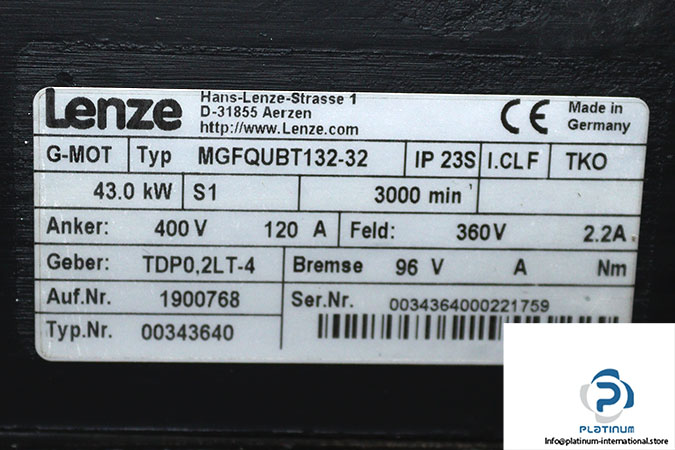 Lenze
Hans-Lenze-Strasse 1
D-31855 Aerzen
http://www.Lenze.com
CE
Made in
Germany
G-MOT Typ MGFQUBT132-32 IP 23S I.CL F TKO
43.0 kW S1 3000 min⁻¹
Anker: 400 V 120 A Feld: 360V 2.2A
Geber: TDP0,2LT-4 Bremse 96 V A Nm
Auf.Nr. 1900768 Ser.Nr. 0034364000221759
Typ.Nr. 00343640
PLATINUM
info@platinum-international.store